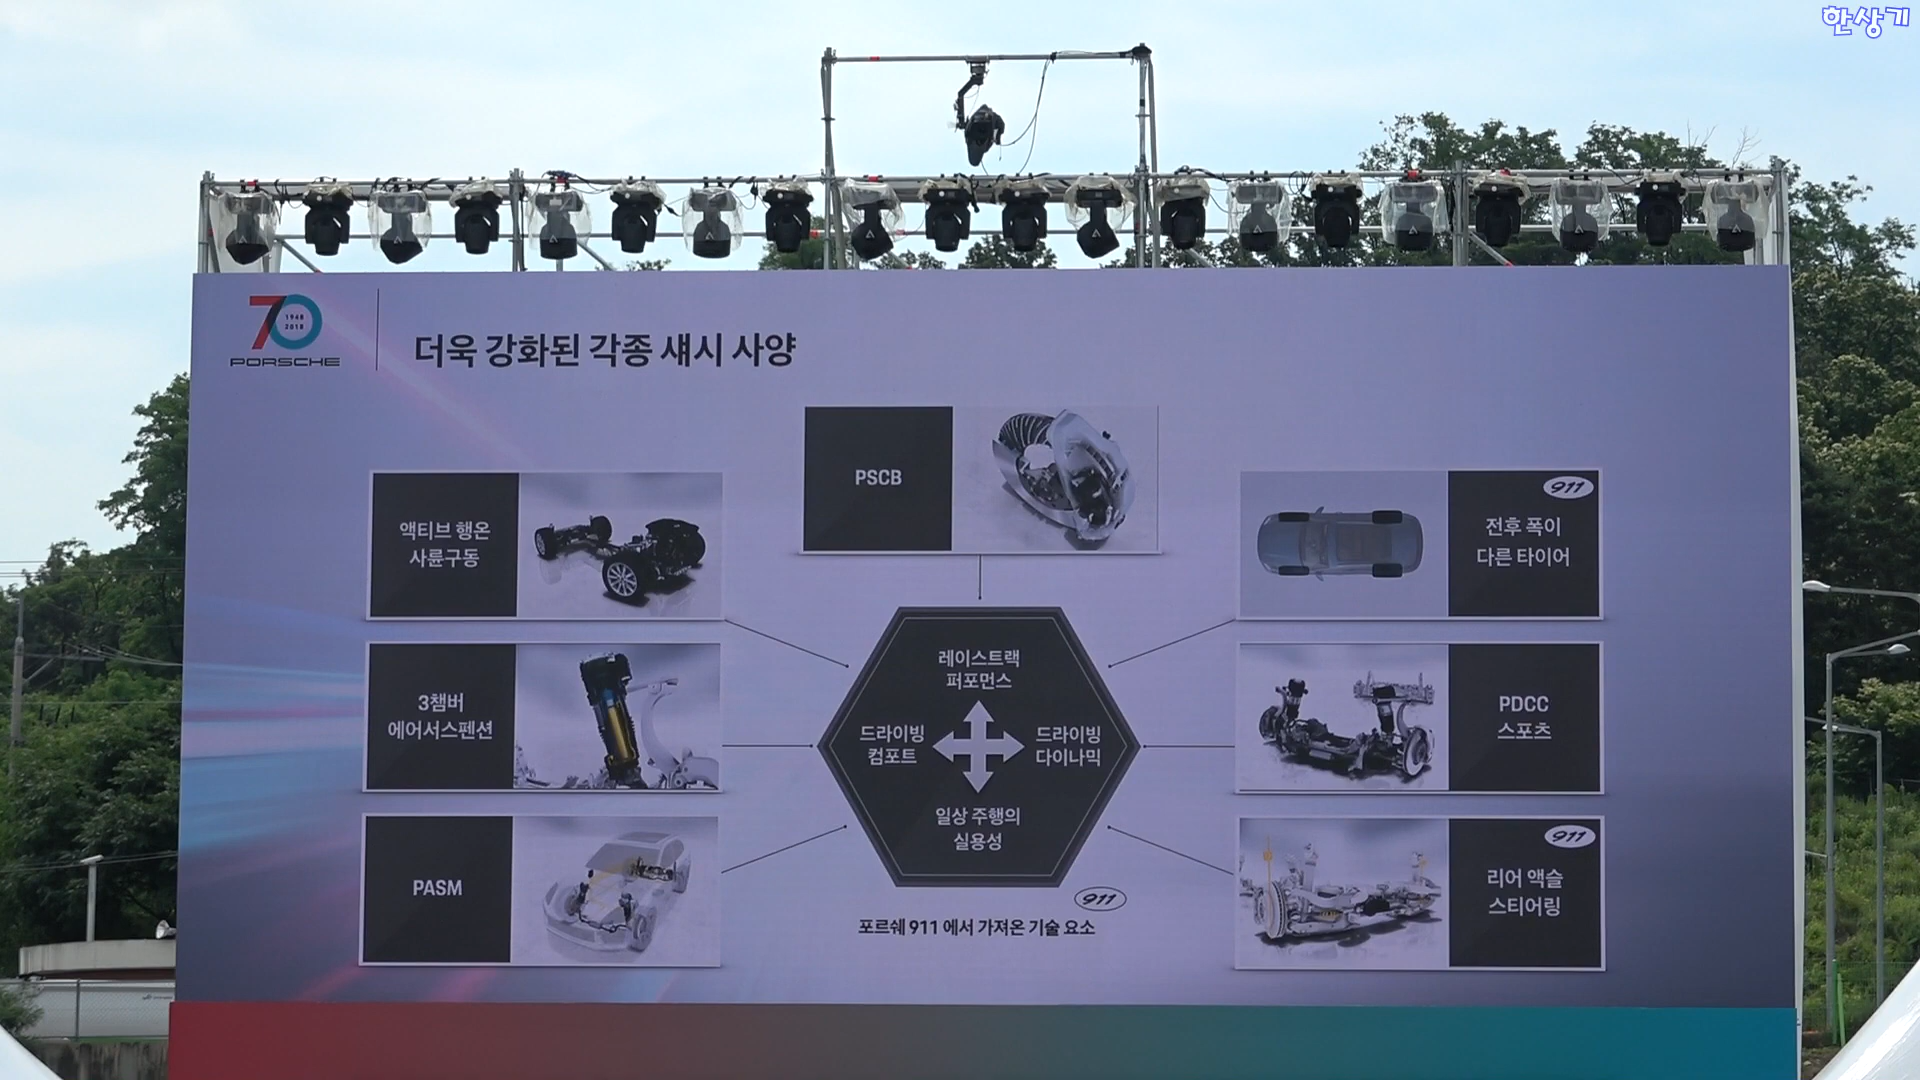 한상기
70
1948
2018
PORSCHE
더욱 강화된 각종 섀시 사양
PSCB
액티브 행온
사륜구동
911
전후 폭이
다른 타이어
3챔버
에어서스펜션
레이스트랙
퍼포먼스
드라이빙
컴포트
드라이빙
다이나믹
일상 주행의
실용성
PDCC
스포츠
PASM
911
리어 액슬
스티어링
911
포르쉐 911 에서 가져온 기술 요소